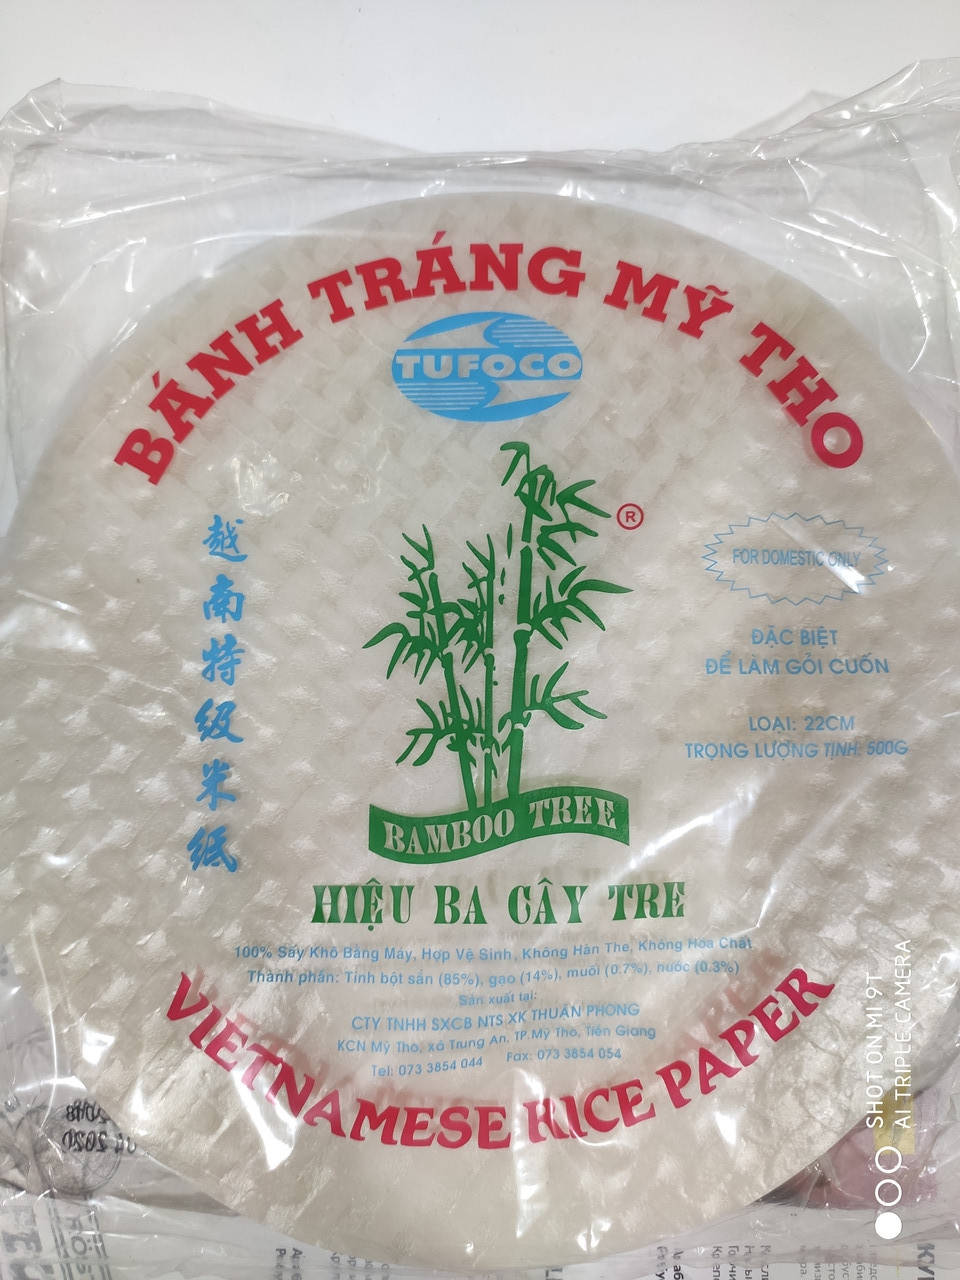 BÁNH TRÁNG MỸ THO
TUFOCO
®
越南特級米紙
FOR DOMESTIC ONLY
ĐẶC BIỆT
ĐỂ LÀM GỎI CUỐN
LOẠI: 22CM
TRỌNG LƯỢNG TỊNH: 500G
BAMBOO TREE
HIỆU BA CÂY TRE
100% Sấy Khô Bằng Máy, Hợp Vệ Sinh, Không Hàn The, Không Hóa Chất
Thành phần: Tinh bột sắn (85%), gạo (14%), muối (0.7%), nước (0.3%)
Sản xuất tại:
CTY TNHH SXCB NTS XK THUẬN PHONG
KCN Mỹ Tho, xã Trung An, TP.Mỹ Tho, Tiền Giang
Tel: 073 3854 044 Fax: 073 3854 054
VIETNAMESE RICE PAPER
SHOT ON MI 9T
AI TRIPLE CAMERA